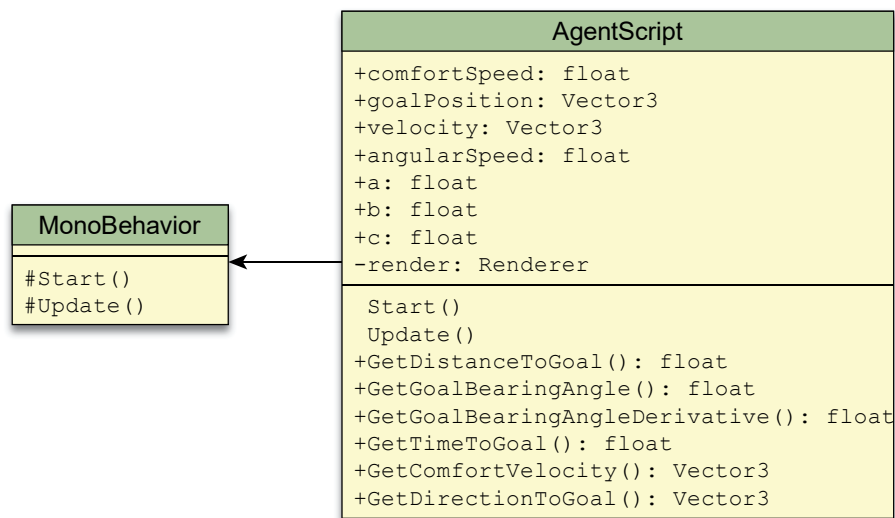 AgentScript
+comfortSpeed: float
+goalPosition: Vector3
+velocity: Vector3
+angularSpeed: float
+a: float
+b: float
+c: float
-render: Renderer
Start()
Update()
+GetDistanceToGoal(): float
+GetGoalBearingAngle(): float
+GetGoalBearingAngleDerivative(): float
+GetTimeToGoal(): float
+GetComfortVelocity(): Vector3
+GetDirectionToGoal(): Vector3
MonoBehavior
#Start()
#Update()